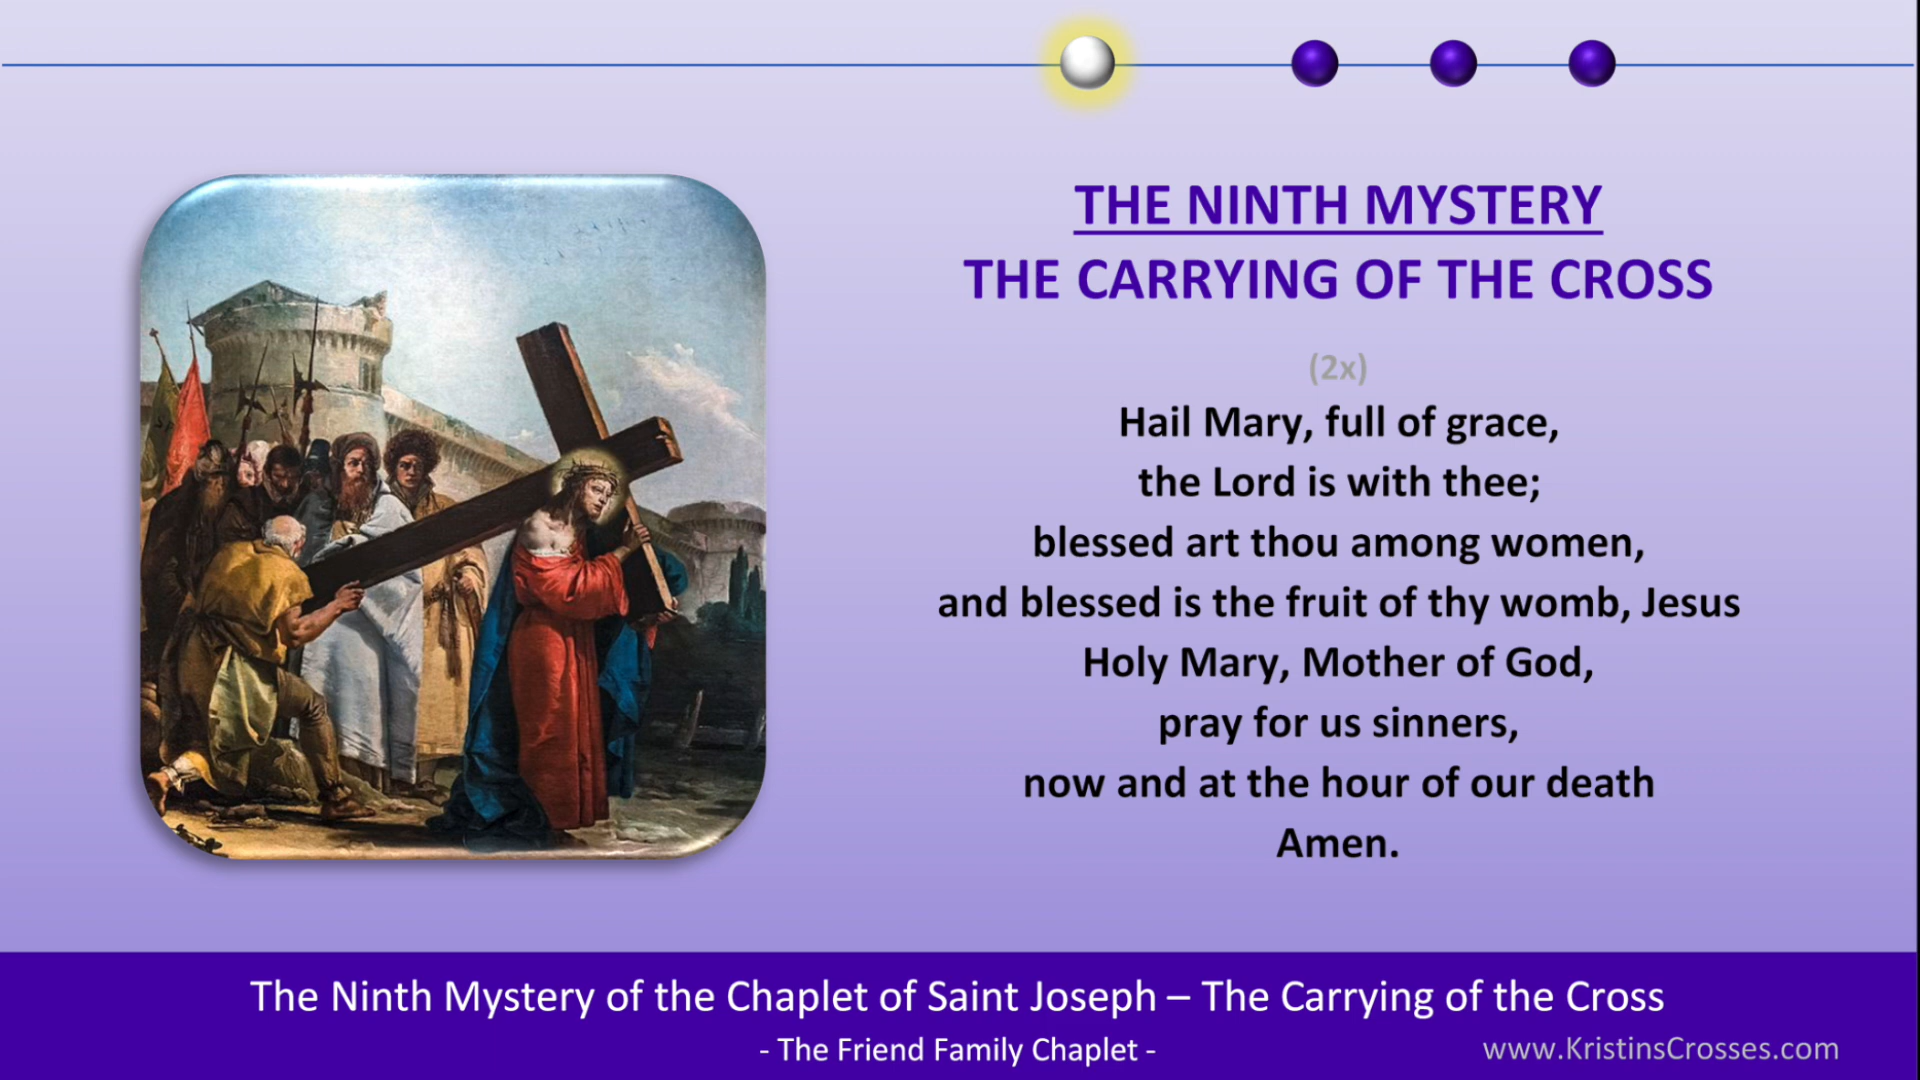 THE NINTH MYSTERY
THE CARRYING OF THE CROSS
(2x)
Hail Mary, full of grace,
the Lord is with thee;
blessed art thou among women,
and blessed is the fruit of thy womb, Jesus
Holy Mary, Mother of God,
pray for us sinners,
now and at the hour of our death
Amen.
The Ninth Mystery of the Chaplet of Saint Joseph – The Carrying of the Cross
- The Friend Family Chaplet -
www.KristinsCrosses.com